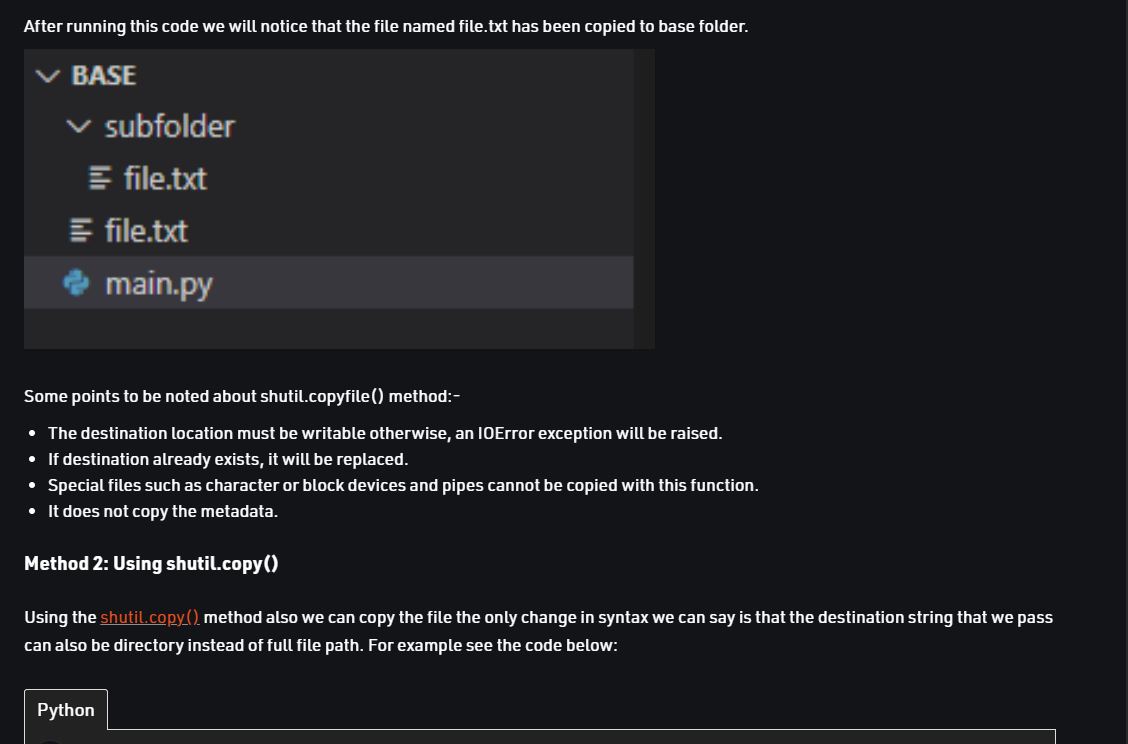 After running this code we will notice that the file named file.txt has been copied to base folder.
BASE
subfolder
file.txt
file.txt
main.py
Some points to be noted about shutil.copyfile() method:-
• The destination location must be writable otherwise, an IOError exception will be raised.
• If destination already exists, it will be replaced.
• Special files such as character or block devices and pipes cannot be copied with this function.
• It does not copy the metadata.
Method 2: Using shutil.copy()
Using the shutil.copy() method also we can copy the file the only change in syntax we can say is that the destination string that we pass
can also be directory instead of full file path. For example see the code below:
Python